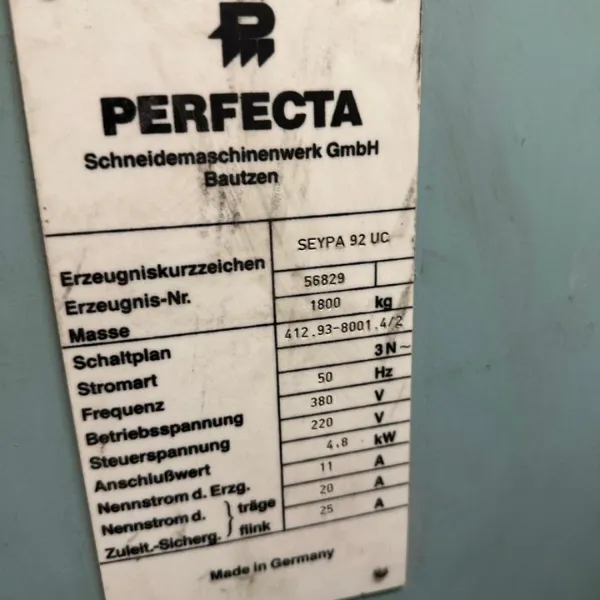 PERFECTA
Schneidemaschinenwerk GmbH
Bautzen
Erzeugniskurzzeichen SEYPA 92 UC
Erzeugnis-Nr. 56829
Masse 1800 kg
Schaltplan 412.93-8001.4/2
Stromart 3N~
Frequenz 50 Hz
Betriebsspannung 380 V
Steuerspannung 220 V
Anschlußwert 4.8 kW
Nennstrom d. Erzg. 11 A
Nennstrom d. } träge 20 A
Zuleit.-Sicherg. } flink 25 A
Made in Germany